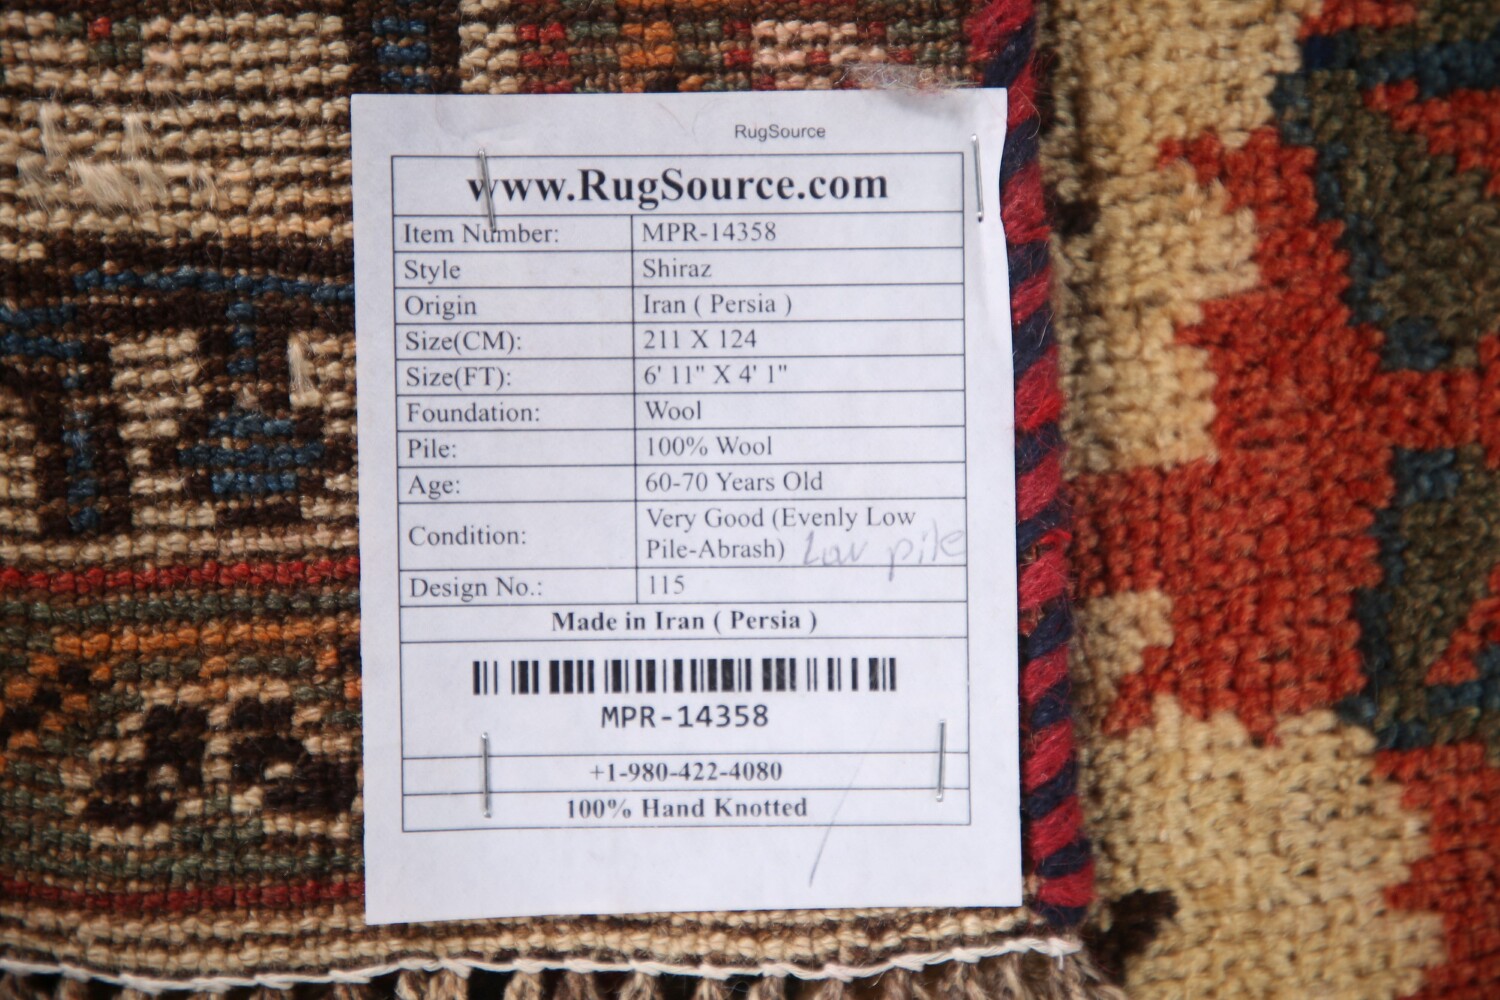 RugSource
www.RugSource.com
Item Number: MPR-14358
Style Shiraz
Origin Iran ( Persia )
Size(CM): 211 X 124
Size(FT): 6' 11" X 4' 1"
Foundation: Wool
Pile: 100% Wool
Age: 60-70 Years Old
Condition: Very Good (Evenly Low
Pile-Abrash) Low pile
Design No.: 115
Made in Iran ( Persia )
MPR-14358
+1-980-422-4080
100% Hand Knotted